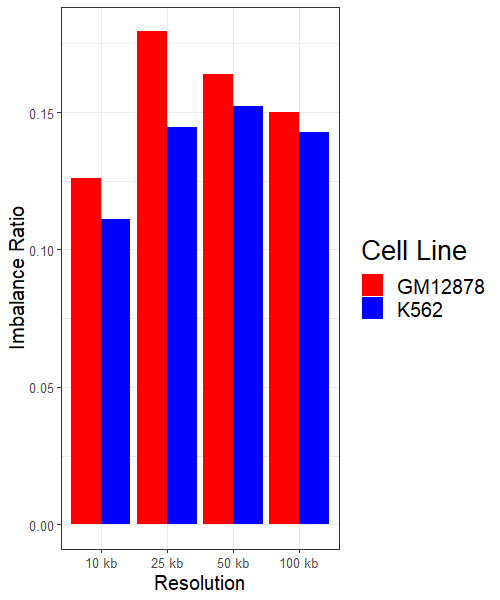 Imbalance Ratio
0.15
0.10
0.05
0.00
10 kb
25 kb
50 kb
100 kb
Resolution
Cell Line
GM12878
K562